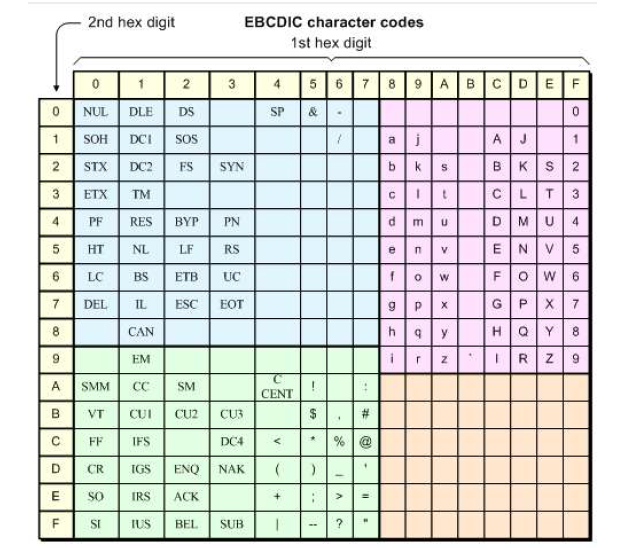 2nd hex digit
EBCDIC character codes
1st hex digit
0 1 2 3 4 5 6 7 8 9 A B C D E F
0 NUL DLE DS SP & - 0
1 SOH DC1 SOS / a j A J 1
2 STX DC2 FS SYN b k s B K S 2
3 ETX TM c l t C L T 3
4 PF RES BYP PN d m u D M U 4
5 HT NL LF RS e n v E N V 5
6 LC BS ETB UC f o w F O W 6
7 DEL IL ESC EOT g p x G P X 7
8 CAN h q y H Q Y 8
9 EM i r z ` I R Z 9
A SMM CC SM C CENT ! :
B VT CU1 CU2 CU3 $ , #
C FF IFS DC4 < * % @
D CR IGS ENQ NAK ( ) _ '
E SO IRS ACK + ; > =
F SI IUS BEL SUB | -- ? "